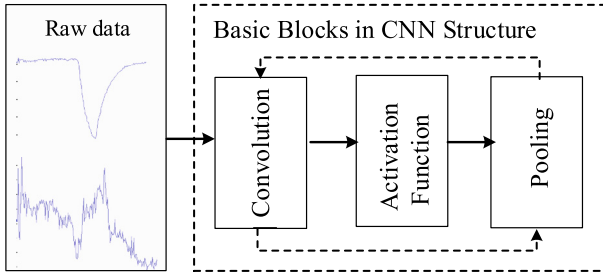 Raw data
Basic Blocks in CNN Structure
Convolution
Activation
Function
Pooling